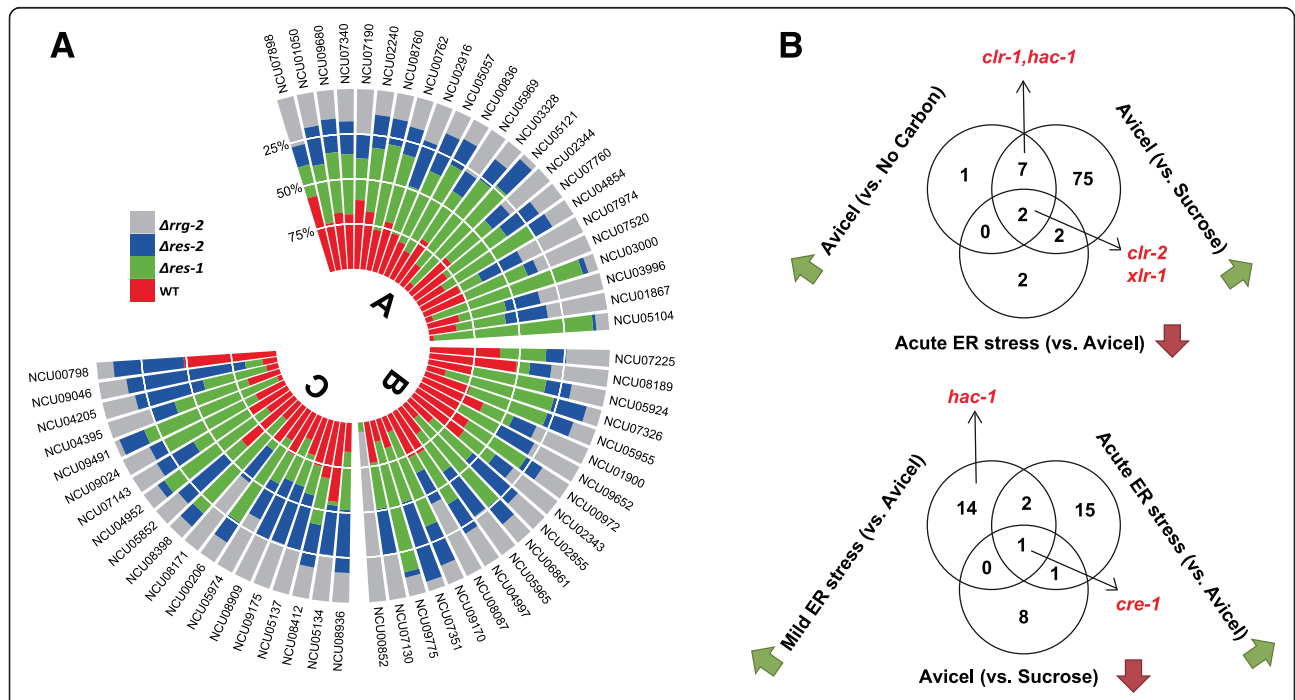 A
NCU07898
NCU01050
NCU09680
NCU07340
NCU07190
NCU02240
NCU08760
NCU00762
NCU02916
NCU05057
NCU00836
NCU05969
NCU03328
NCU05121
NCU02344
NCU07760
NCU04854
NCU07974
NCU07520
NCU03000
NCU03996
NCU01867
NCU05104
25%
50%
75%
Δrrg-2
Δres-2
Δres-1
WT
A
B
C
NCU07225
NCU08189
NCU05924
NCU07326
NCU05955
NCU01900
NCU09652
NCU00972
NCU02343
NCU02855
NCU06861
NCU05965
NCU04997
NCU08087
NCU09170
NCU07351
NCU09775
NCU07130
NCU00852
NCU00798
NCU09046
NCU04205
NCU04395
NCU09491
NCU09024
NCU07143
NCU04952
NCU05852
NCU08398
NCU08171
NCU00206
NCU05974
NCU08909
NCU09175
NCU05137
NCU08412
NCU05134
NCU08936
B
clr-1,hac-1
Avicel (vs. No Carbon)
Avicel (vs. Sucrose)
1
7
75
2
0
2
2
clr-2
xlr-1
Acute ER stress (vs. Avicel)
hac-1
Mild ER stress (vs. Avicel)
Acute ER stress (vs. Avicel)
14
2
15
1
0
1
8
cre-1
Avicel (vs. Sucrose)